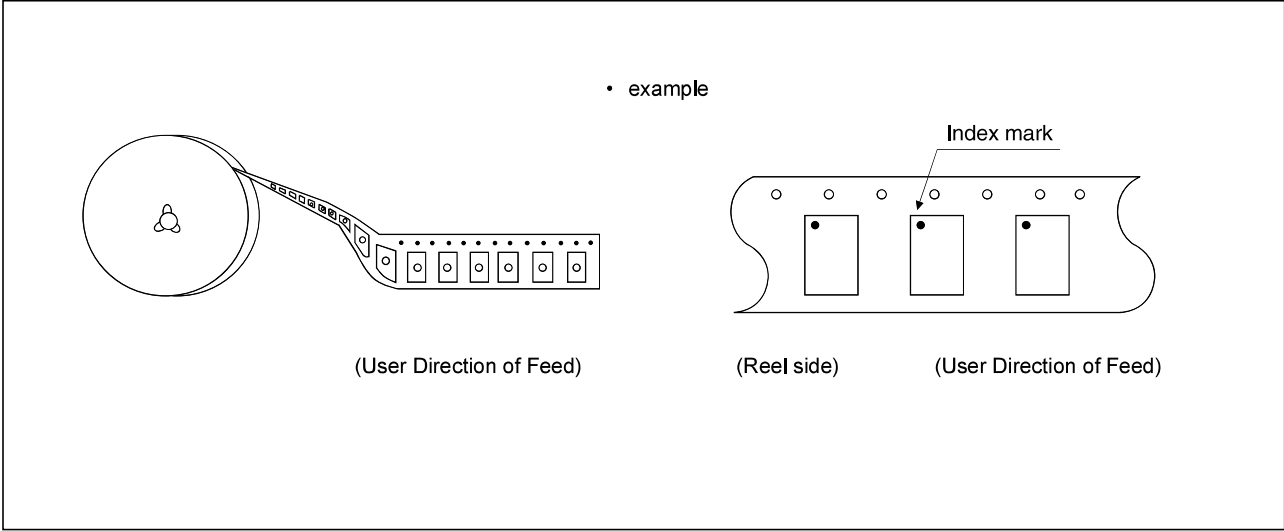 • example
Index mark
(User Direction of Feed)
(Reel side)
(User Direction of Feed)